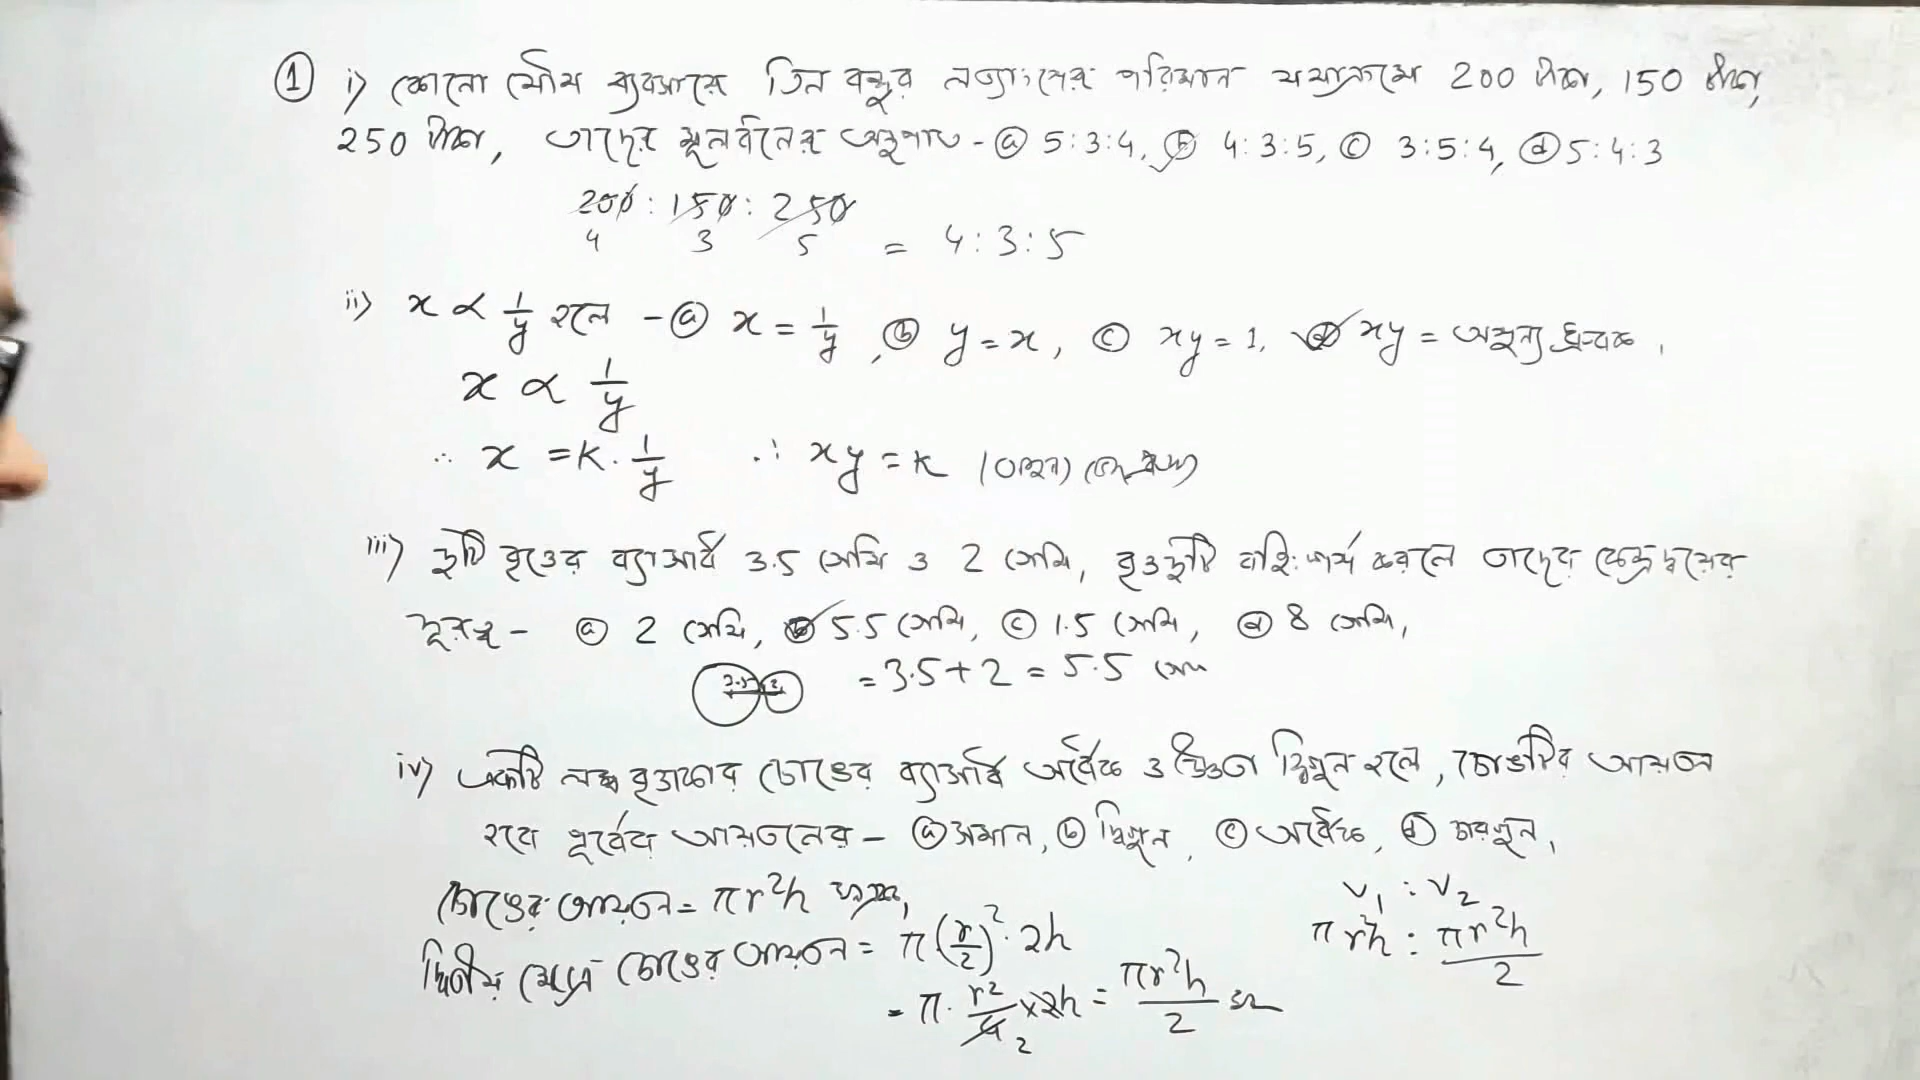 ① i) কোনো যৌথ ব্যবসায়ে তিন বন্ধুর লভ্যাংশের পরিমান যথাক্রমে 200 টাকা, 150 টাকা,
250 টাকা, তাদের মূলধনের অনুপাত - ⓐ 5:3:4, ⓑ 4:3:5, ⓒ 3:5:4, ⓓ 5:4:3
200 : 150 : 250
4 3 5 = 4:3:5
ii) x ∝ 1/y হলে - ⓐ x = 1/y, ⓑ y = x, ⓒ xy = 1, ⓓ xy = অশূন্য ধ্রুবক,
x ∝ 1/y
∴ x = K · 1/y ∴ xy = K
iii) দুটি বৃত্তের ব্যাসার্ধ 3.5 সেমি ও 2 সেমি, বৃত্তদুটি বহিঃস্পর্শ করলে তাদের কেন্দ্রদ্বয়ের
দূরত্ব - ⓐ 2 সেমি, ⓑ 5.5 সেমি, ⓒ 1.5 সেমি, ⓓ 8 সেমি,
3.5 2 = 3.5 + 2 = 5.5 সেমি
iv) একটি লম্ব বৃত্তাকার চোঙের ব্যাসার্ধ অর্ধেক ও উচ্চতা দ্বিগুন হলে, চোঙটির আয়তন
হবে পূর্বের আয়তনের - ⓐ সমান, ⓑ দ্বিগুন, ⓒ অর্ধেক, ⓓ চারগুন,
চোঙের আয়তন = πr²h
V₁ : V₂
দ্বিতীয় ক্ষেত্রে চোঙের আয়তন = π(r/2)² · 2h
πr²h : πr²h/2
= π · r²/4 × 2h = πr²h/2
2